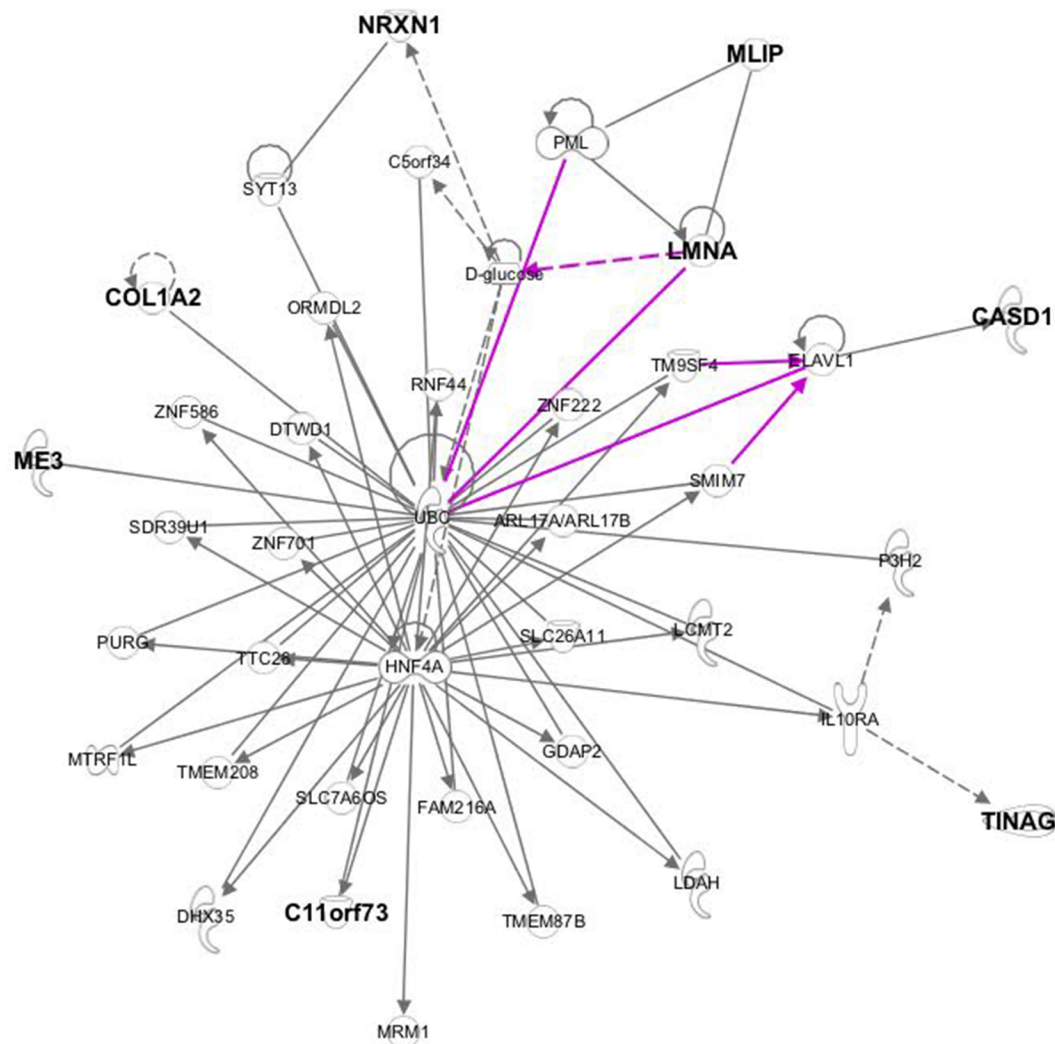 NRXN1
MLIP
PML
C5orf34
SYT13
LMNA
D-glucose
COL1A2
ORMDL2
CASD1
ELAVL1
TM9SF4
RNF44
ZNF222
ZNF586
DTWD1
ME3
SMIM7
UBC
ARL17A/ARL17B
SDR39U1
ZNF701
P3H2
PURG
SLC26A11
LCMT2
TTC28
HNF4A
IL10RA
MTRF1L
GDAP2
TMEM208
SLC7A6OS
FAM216A
TINAG
LDAH
DHX35
C11orf73
TMEM87B
MRM1